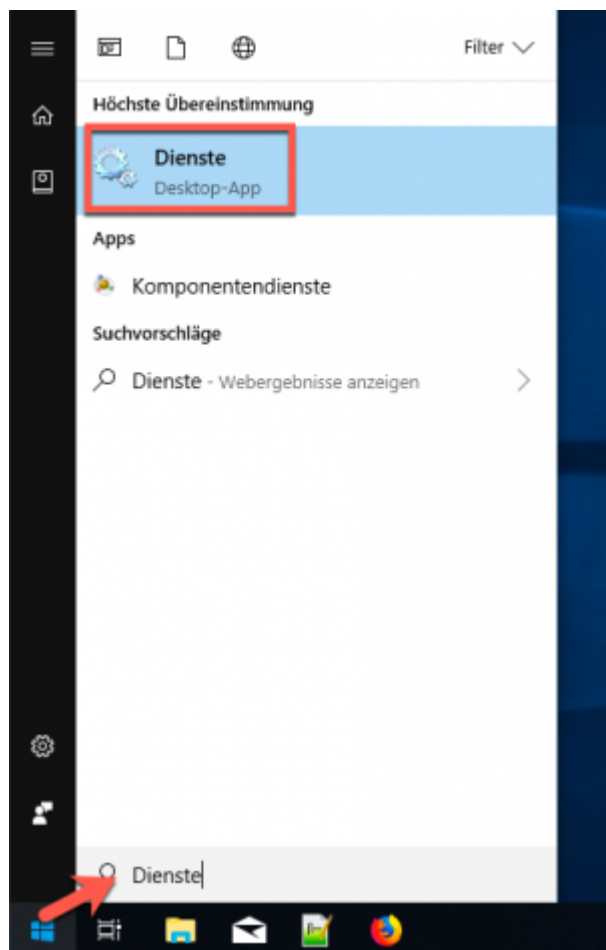 Filter
Höchste Übereinstimmung
Dienste
Desktop-App
Apps
Komponentendienste
Suchvorschläge
Dienste - Webergebnisse anzeigen
Dienste